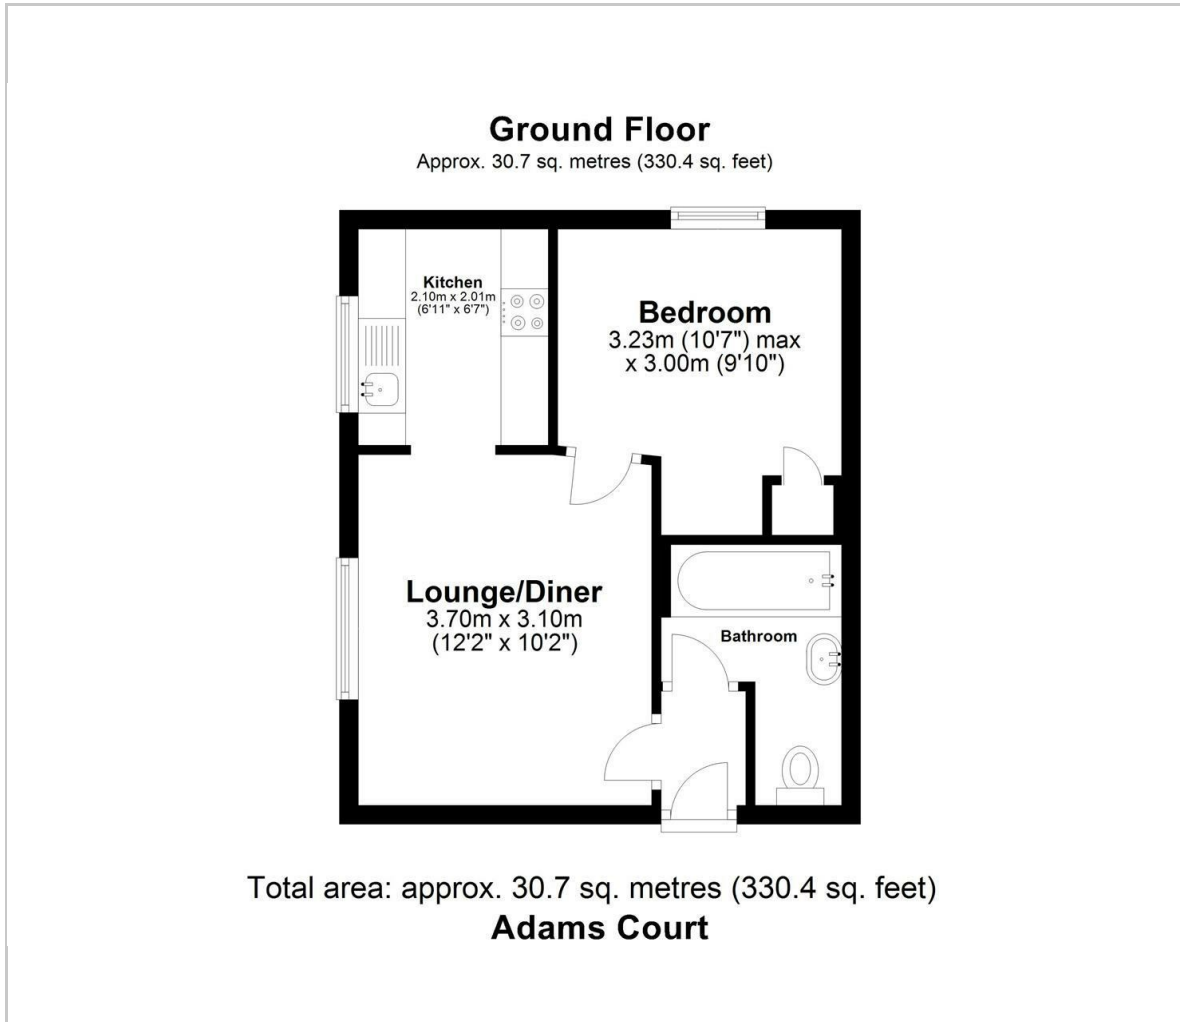 Ground Floor
Approx. 30.7 sq. metres (330.4 sq. feet)
Kitchen
2.10m x 2.01m
(6'11" x 6'7")
Bedroom
3.23m (10'7") max
x 3.00m (9'10")
Lounge/Diner
3.70m x 3.10m
(12'2" x 10'2")
Bathroom
Total area: approx. 30.7 sq. metres (330.4 sq. feet)
Adams Court